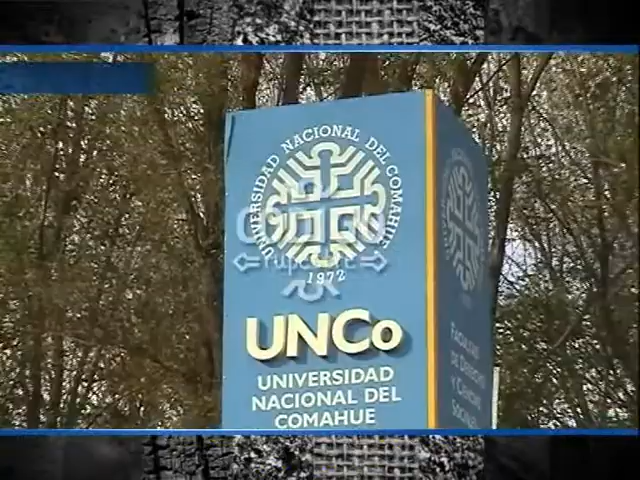 UNIVERSIDAD NACIONAL DEL COMAHUE
1972
UNCo
UNIVERSIDAD
NACIONAL DEL
COMAHUE
FACULTAD
DE DERECHO
Y CIENCIAS
SOCIALES